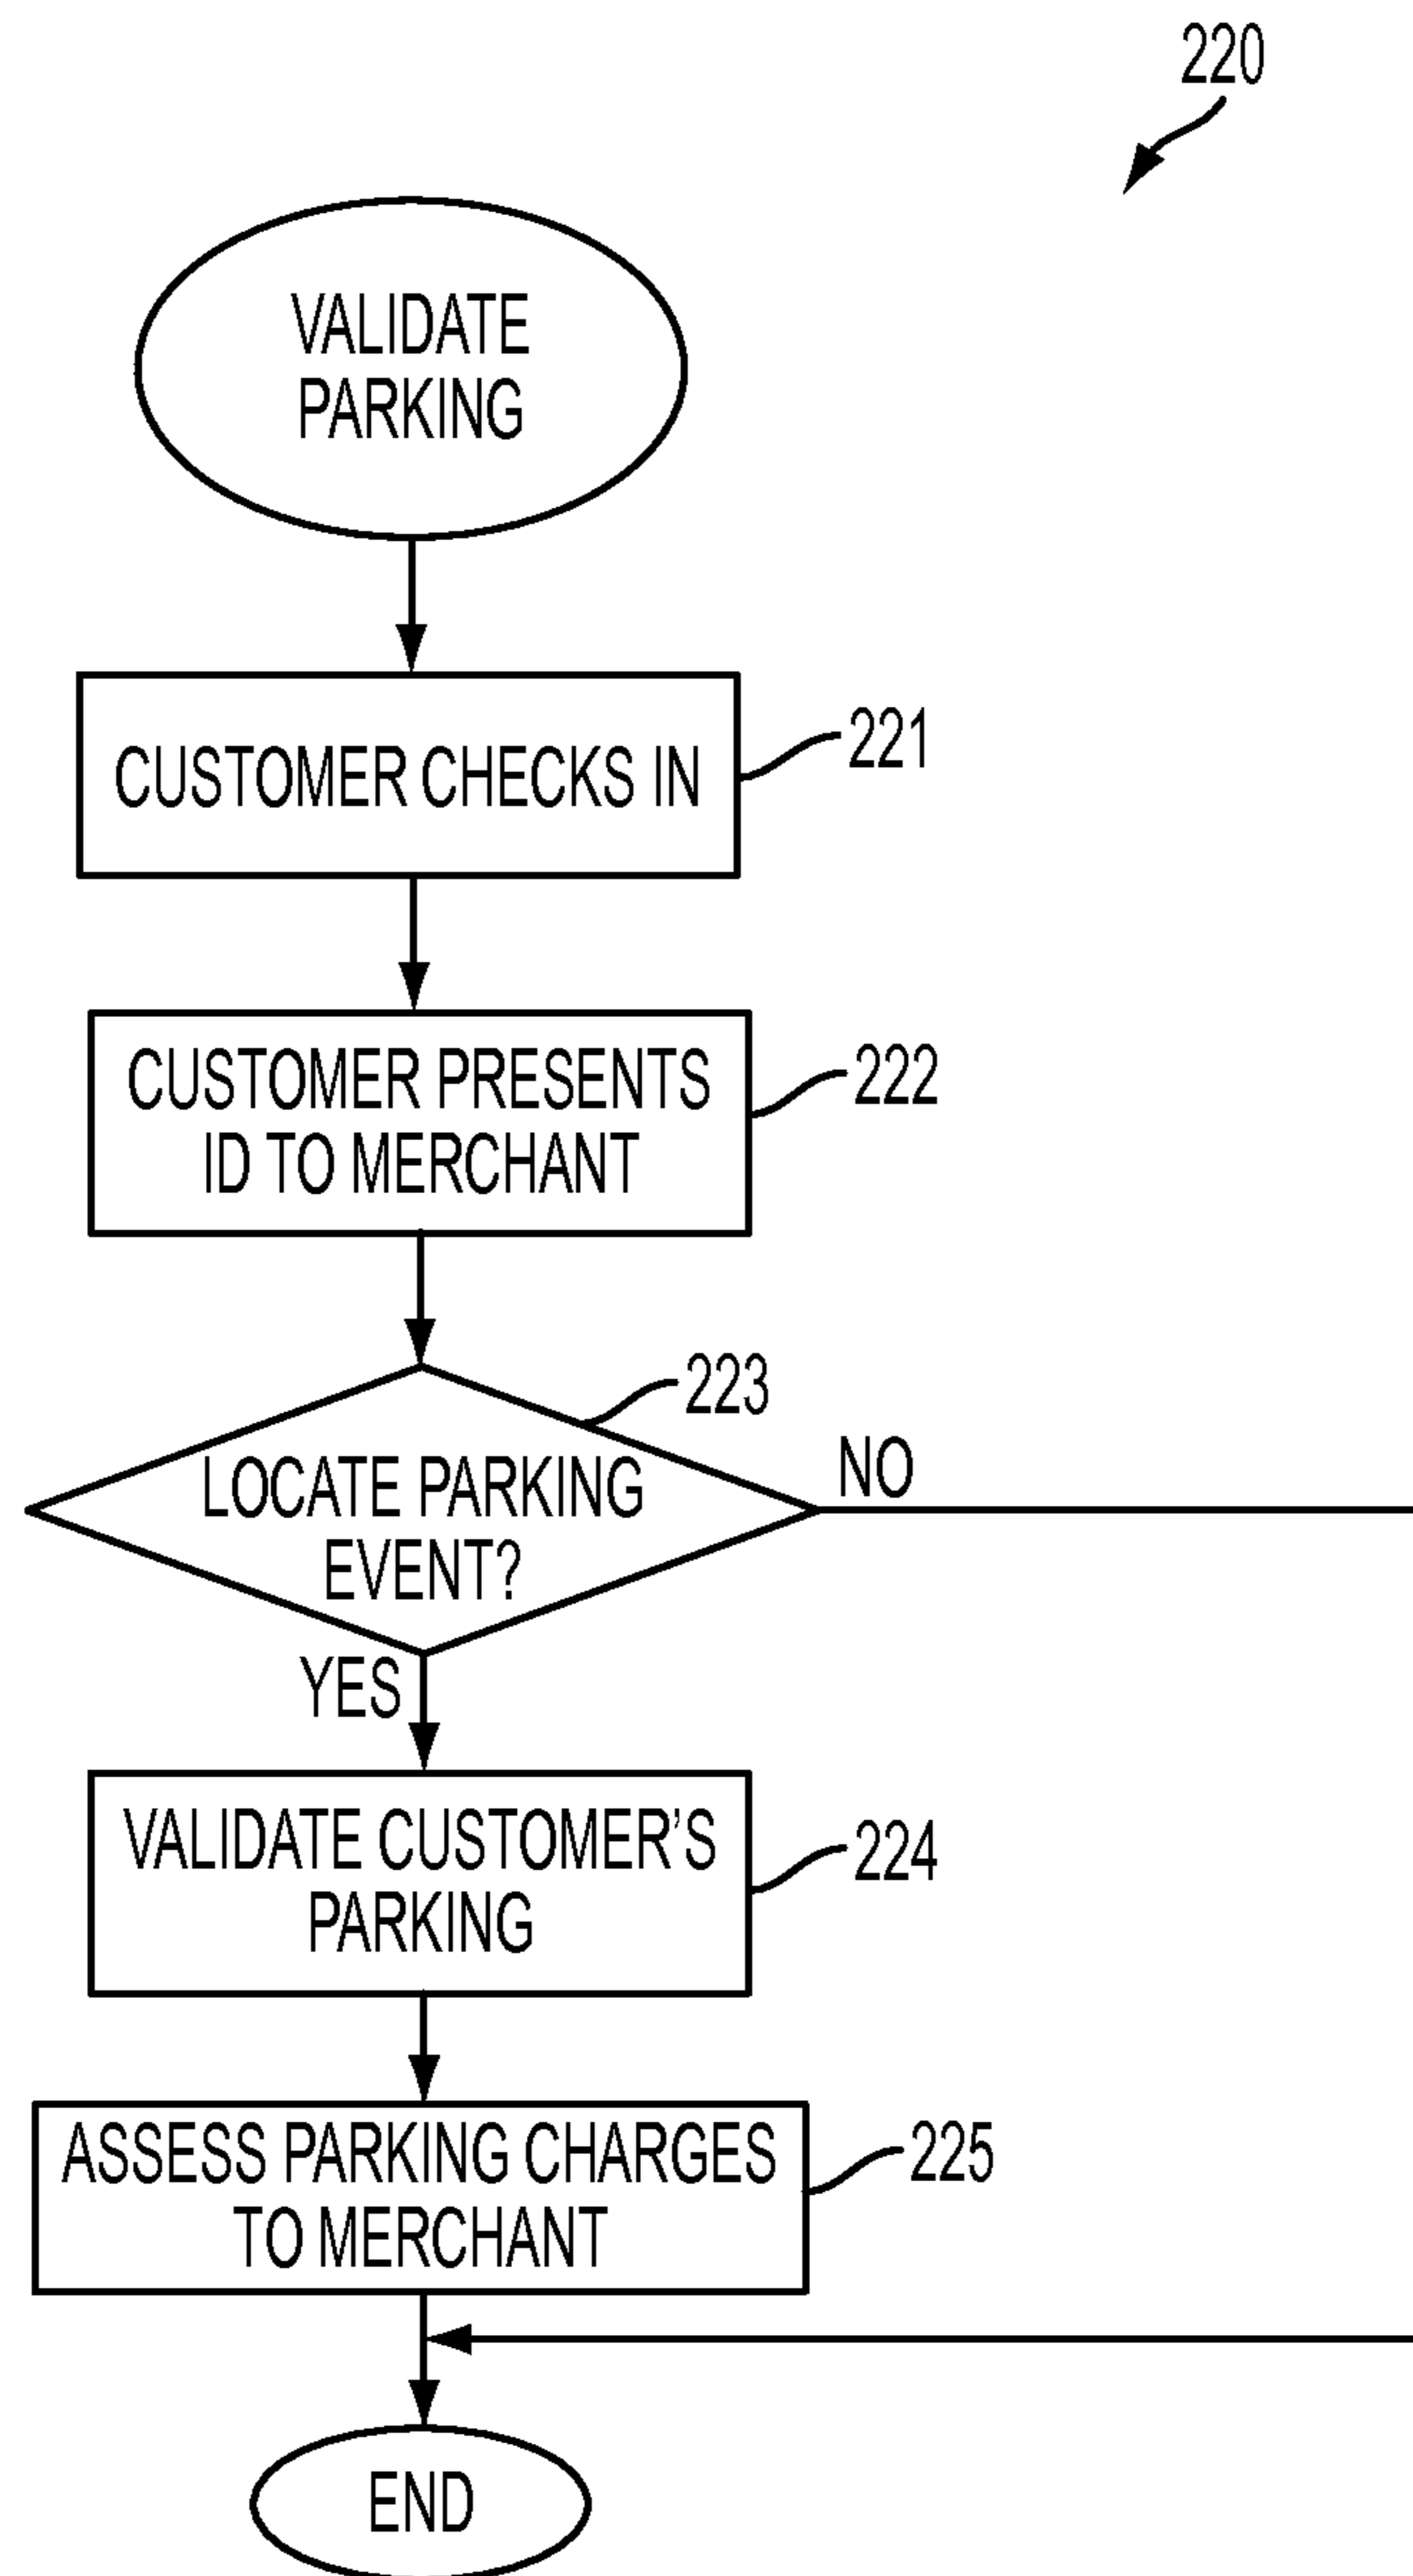 220
VALIDATE
PARKING
CUSTOMER CHECKS IN
221
CUSTOMER PRESENTS
ID TO MERCHANT
222
223
LOCATE PARKING
EVENT?
NO
YES
VALIDATE CUSTOMER'S
PARKING
224
ASSESS PARKING CHARGES
TO MERCHANT
225
END